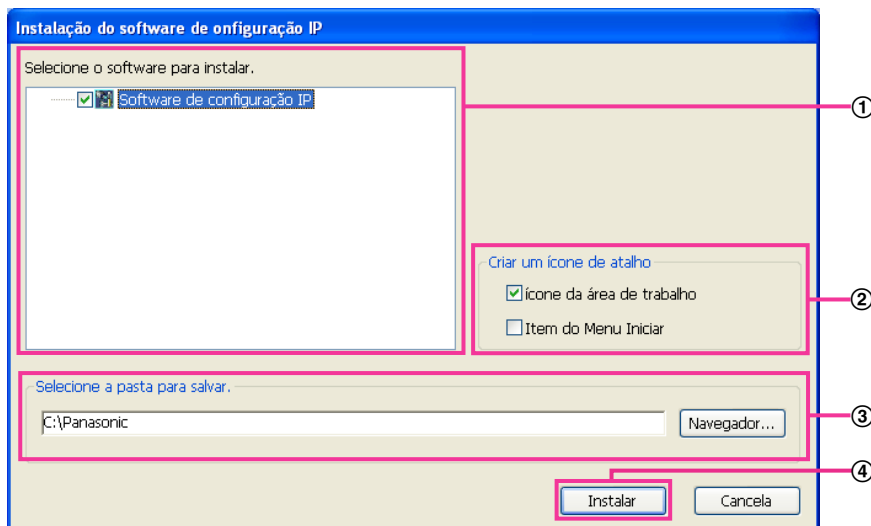 Instalação do software de onfiguração IP
Selecione o software para instalar.
Software de configuração IP
①
Criar um ícone de atalho
ícone da área de trabalho
②
Item do Menu Iniciar
Selecione a pasta para salvar.
C:\Panasonic
Navegador...
③
④
Instalar
Cancela